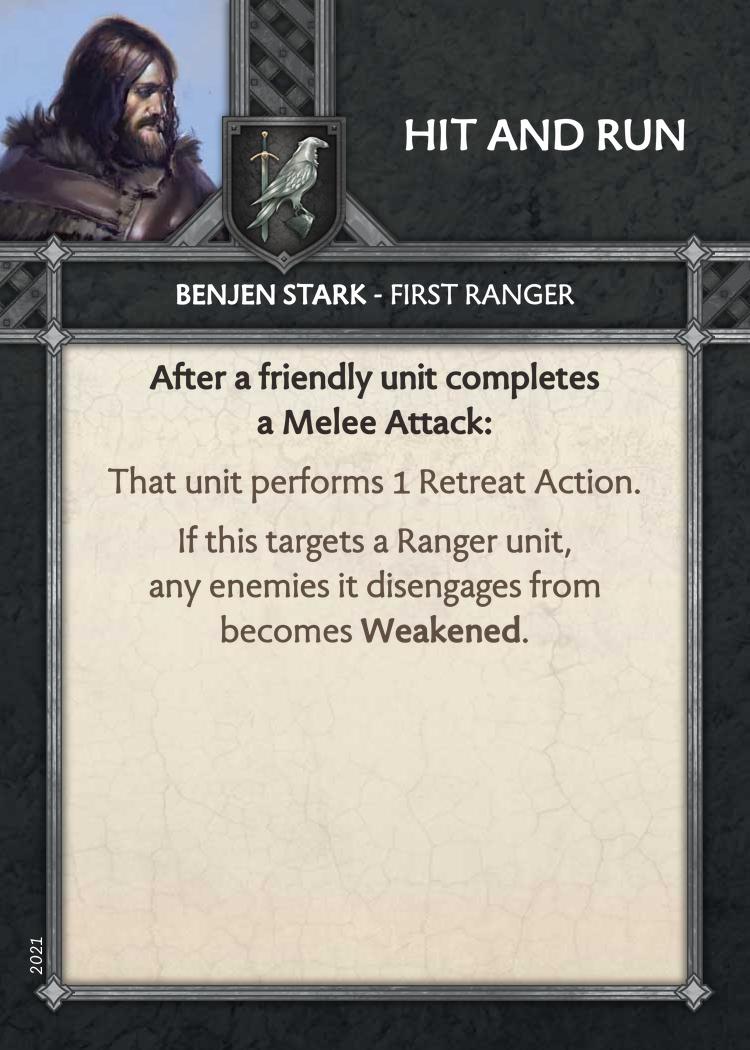 HIT AND RUN
BENJEN STARK - FIRST RANGER
After a friendly unit completes
a Melee Attack:
That unit performs 1 Retreat Action.
If this targets a Ranger unit,
any enemies it disengages from
becomes Weakened.
2021